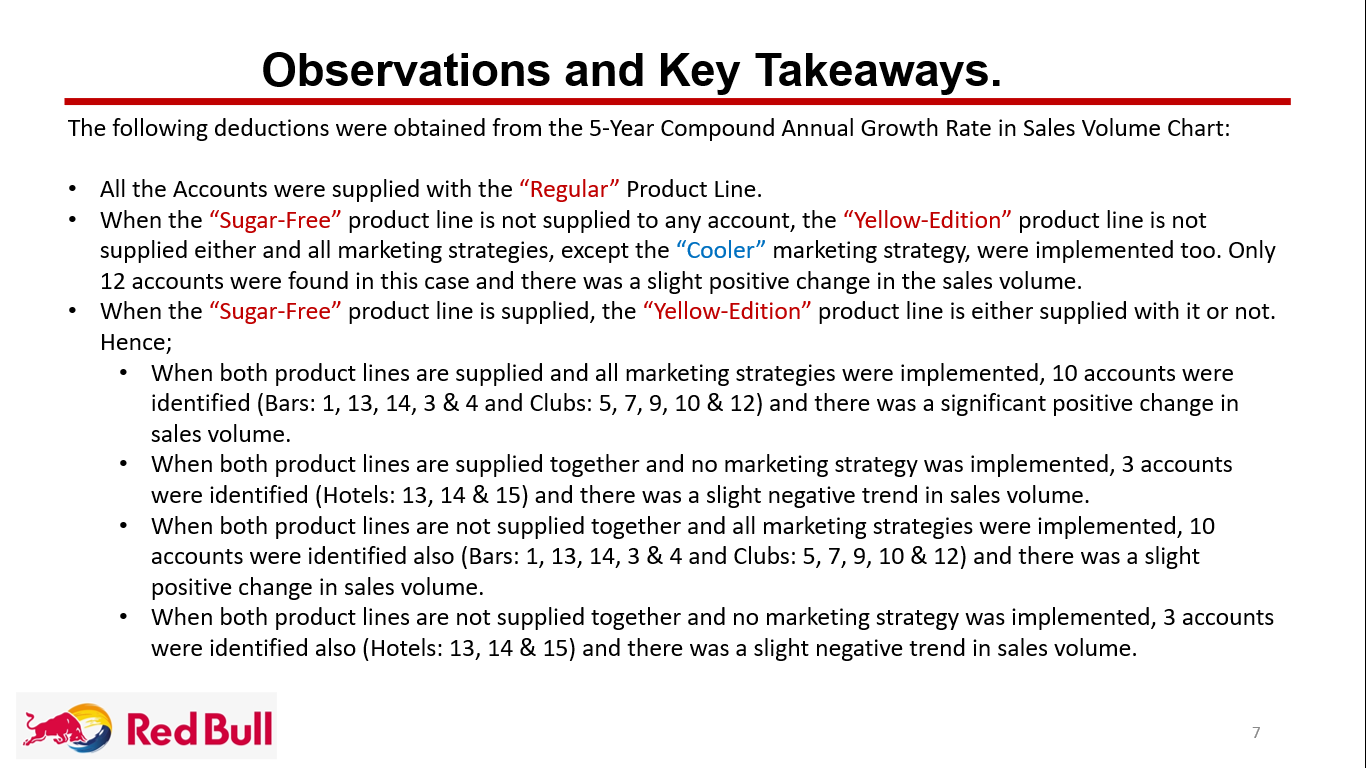 Observations and Key Takeaways.
The following deductions were obtained from the 5-Year Compound Annual Growth Rate in Sales Volume Chart:
• All the Accounts were supplied with the “Regular” Product Line.
• When the “Sugar-Free” product line is not supplied to any account, the “Yellow-Edition” product line is not
supplied either and all marketing strategies, except the “Cooler” marketing strategy, were implemented too. Only
12 accounts were found in this case and there was a slight positive change in the sales volume.
• When the “Sugar-Free” product line is supplied, the “Yellow-Edition” product line is either supplied with it or not.
Hence;
• When both product lines are supplied and all marketing strategies were implemented, 10 accounts were
identified (Bars: 1, 13, 14, 3 & 4 and Clubs: 5, 7, 9, 10 & 12) and there was a significant positive change in
sales volume.
• When both product lines are supplied together and no marketing strategy was implemented, 3 accounts
were identified (Hotels: 13, 14 & 15) and there was a slight negative trend in sales volume.
• When both product lines are not supplied together and all marketing strategies were implemented, 10
accounts were identified also (Bars: 1, 13, 14, 3 & 4 and Clubs: 5, 7, 9, 10 & 12) and there was a slight
positive change in sales volume.
• When both product lines are not supplied together and no marketing strategy was implemented, 3 accounts
were identified also (Hotels: 13, 14 & 15) and there was a slight negative trend in sales volume.
Red Bull
7